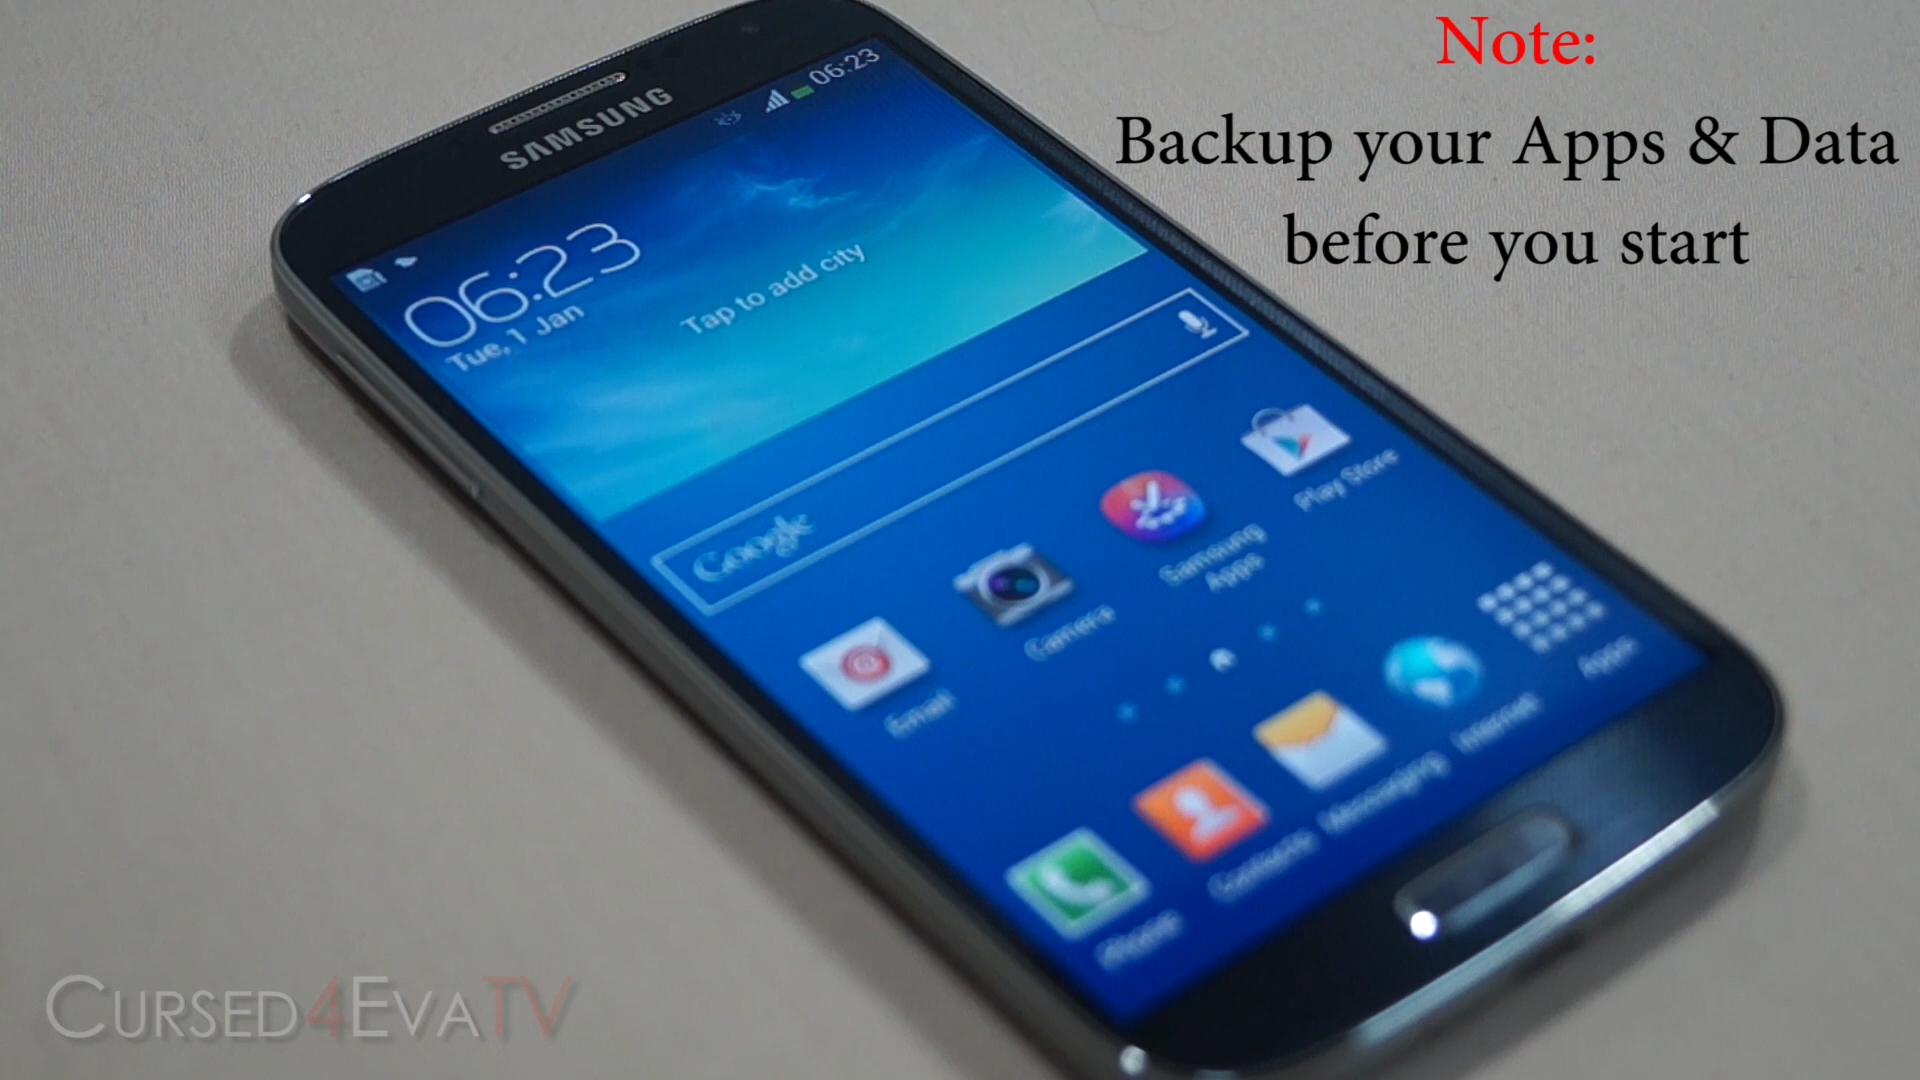 Note:
Backup your Apps & Data
before you start
SAMSUNG
06:23
06:23
Tue, 1 Jan
Tap to add city
Google
Play Store
Samsung
Apps
Camera
Email
Apps
Internet
Messaging
Contacts
Phone
CURSED4EVATV